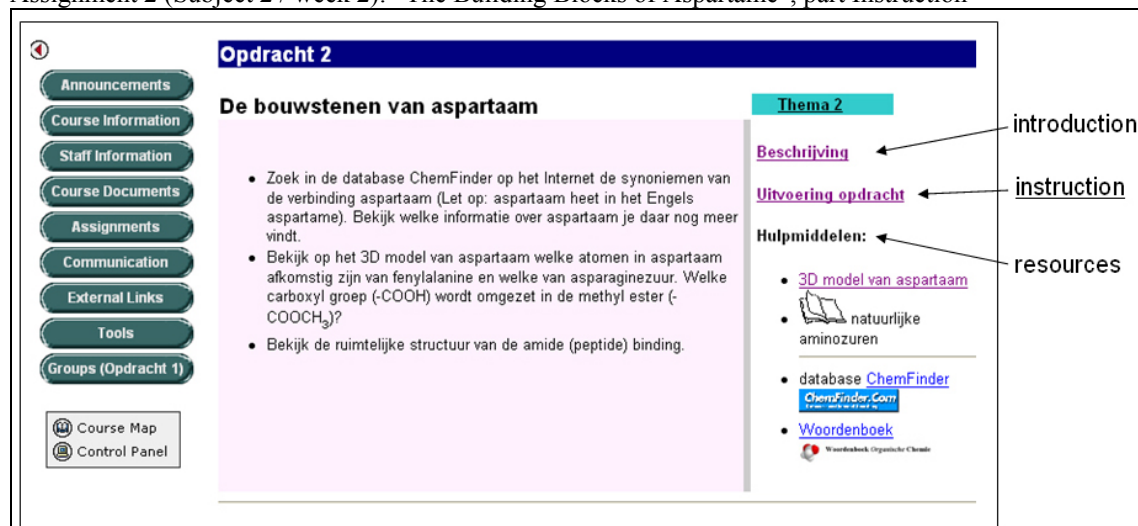 Assignment 2 (Subject 2 / week 2): "The Building Blocks of Aspartame", part Instruction
Opdracht 2
Announcements
Course Information
Staff Information
Course Documents
Assignments
Communication
External Links
Tools
Groups (Opdracht 1)
Course Map
Control Panel
De bouwstenen van aspartaam
• Zoek in de database ChemFinder op het Internet de synoniemen van
de verbinding aspartaam (Let op: aspartaam heet in het Engels
aspartame). Bekijk welke informatie over aspartaam je daar nog meer
vindt.
• Bekijk op het 3D model van aspartaam welke atomen in aspartaam
afkomstig zijn van fenylalanine en welke van asparaginezuur. Welke
carboxyl groep (-COOH) wordt omgezet in de methyl ester (-
COOCH3)?
• Bekijk de ruimtelijke structuur van de amide (peptide) binding.
Thema 2
Beschrijving
Uitvoering opdracht
Hulpmiddelen:
• 3D model van aspartaam
• natuurlijke
aminozuren
• database ChemFinder
ChemFinder.Com
• Woordenboek
Woordenboek Organische Chemie
introduction
instruction
resources